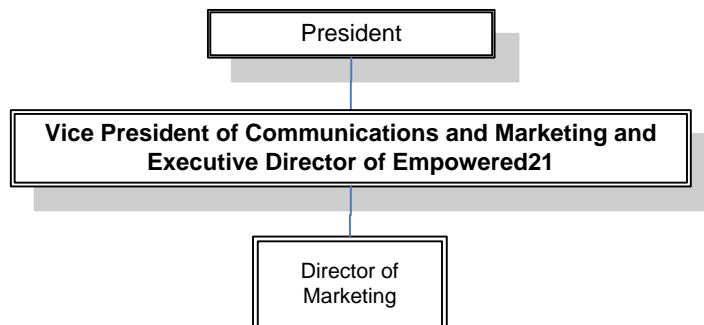 President
Vice President of Communications and Marketing and
Executive Director of Empowered21
Director of
Marketing